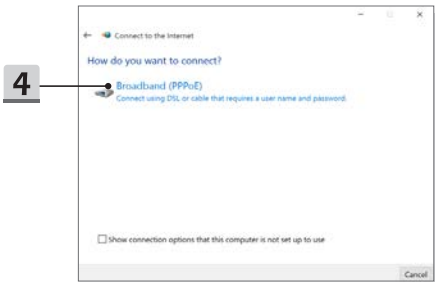 Connect to the Internet
How do you want to connect?
4
Broadband (PPPoE)
Connect using DSL or cable that requires a user name and password.
Show connection options that this computer is not set up to use
Cancel